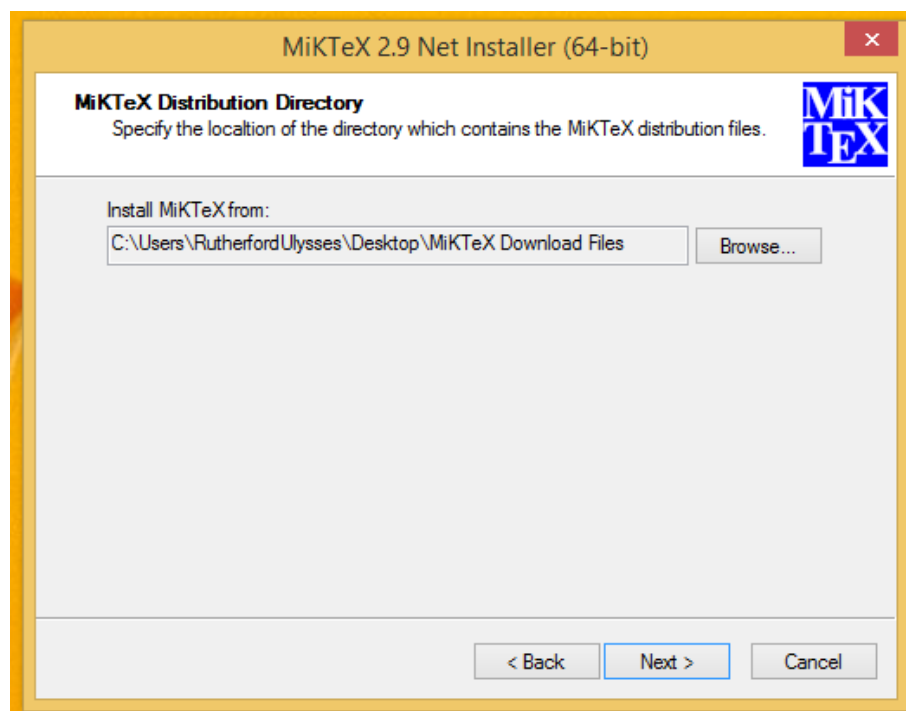 MiKTeX 2.9 Net Installer (64-bit)
MiKTeX Distribution Directory
Specify the localtion of the directory which contains the MiKTeX distribution files.
MiK
TEX
Install MiKTeX from:
C:\Users\RutherfordUlysses\Desktop\MiKTeX Download Files
Browse...
< Back
Next >
Cancel